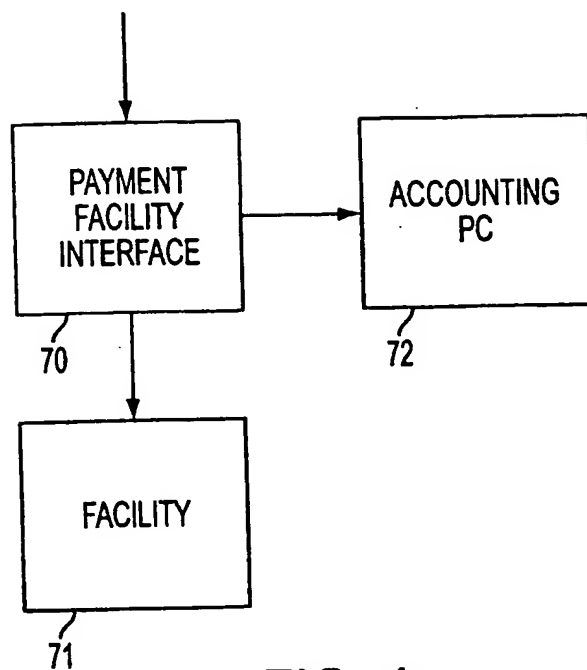 PAYMENT
FACILITY
INTERFACE
70
ACCOUNTING
PC
72
FACILITY
71